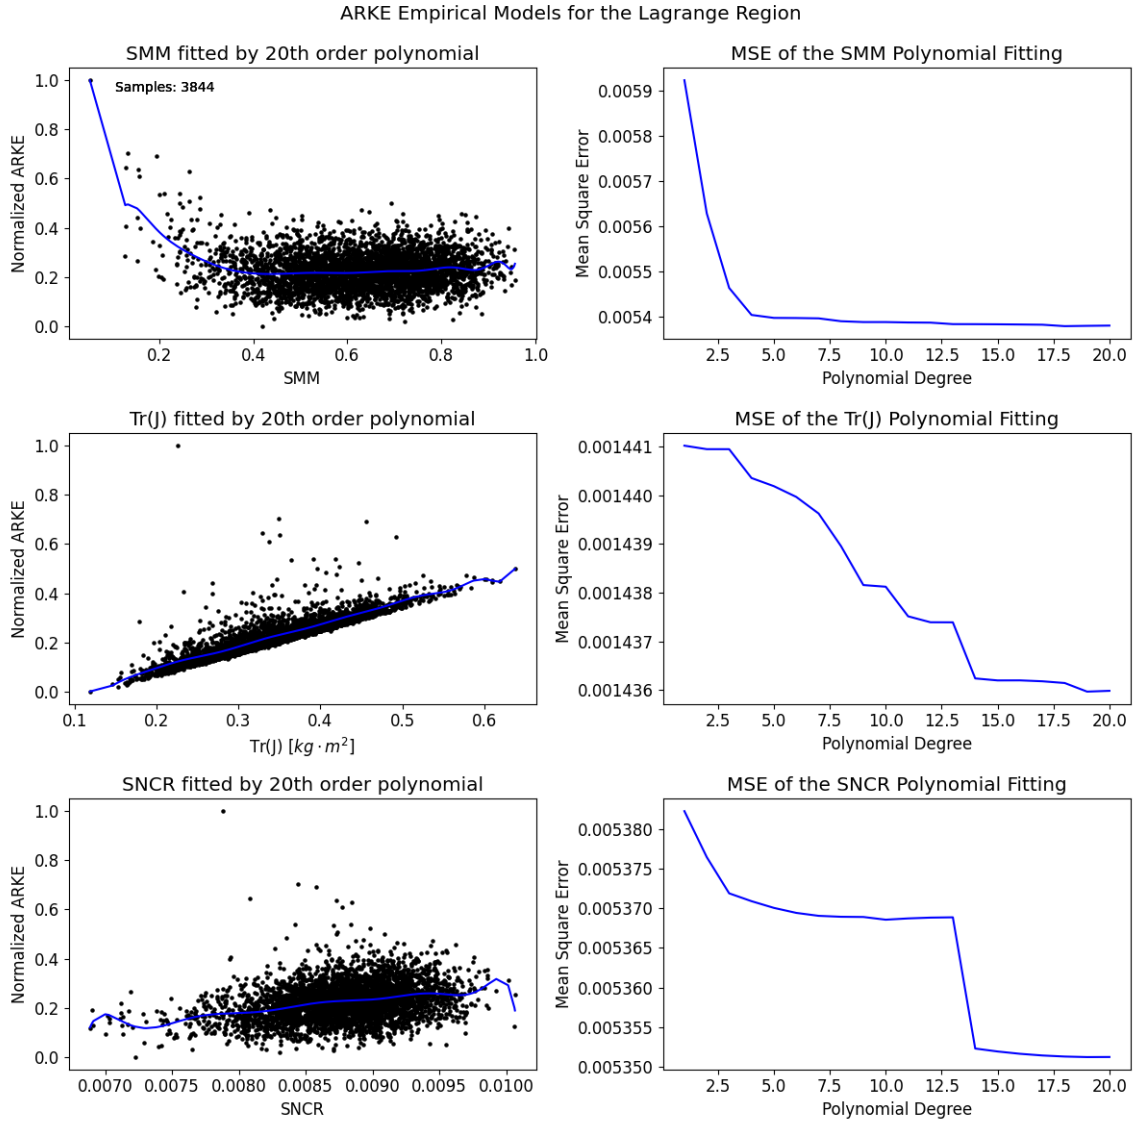 ARKE Empirical Models for the Lagrange Region
SMM fitted by 20th order polynomial
Normalized ARKE
1.0
0.8
0.6
0.4
0.2
0.0
Samples: 3844
0.2 0.4 0.6 0.8 1.0
SMM
MSE of the SMM Polynomial Fitting
Mean Square Error
0.0059
0.0058
0.0057
0.0056
0.0055
0.0054
2.5 5.0 7.5 10.0 12.5 15.0 17.5 20.0
Polynomial Degree
Tr(J) fitted by 20th order polynomial
Normalized ARKE
1.0
0.8
0.6
0.4
0.2
0.0
0.1 0.2 0.3 0.4 0.5 0.6
Tr(J) [kg · m²]
MSE of the Tr(J) Polynomial Fitting
Mean Square Error
0.001441
0.001440
0.001439
0.001438
0.001437
0.001436
2.5 5.0 7.5 10.0 12.5 15.0 17.5 20.0
Polynomial Degree
SNCR fitted by 20th order polynomial
Normalized ARKE
1.0
0.8
0.6
0.4
0.2
0.0
0.0070 0.0075 0.0080 0.0085 0.0090 0.0095 0.0100
SNCR
MSE of the SNCR Polynomial Fitting
Mean Square Error
0.005380
0.005375
0.005370
0.005365
0.005360
0.005355
0.005350
2.5 5.0 7.5 10.0 12.5 15.0 17.5 20.0
Polynomial Degree